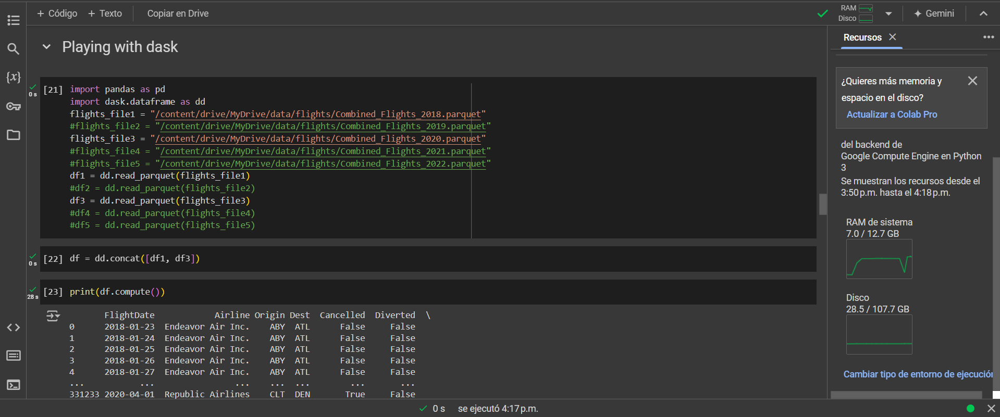 + Código + Texto Copiar en Drive
RAM
Disco
Gemini
Playing with dask
[21] import pandas as pd
0 s
import dask.dataframe as dd
flights_file1 = "/content/drive/MyDrive/data/flights/Combined_Flights_2018.parquet"
#flights_file2 = "/content/drive/MyDrive/data/flights/Combined_Flights_2019.parquet"
flights_file3 = "/content/drive/MyDrive/data/flights/Combined_Flights_2020.parquet"
#flights_file4 = "/content/drive/MyDrive/data/flights/Combined_Flights_2021.parquet"
#flights_file5 = "/content/drive/MyDrive/data/flights/Combined_Flights_2022.parquet"
df1 = dd.read_parquet(flights_file1)
#df2 = dd.read_parquet(flights_file2)
df3 = dd.read_parquet(flights_file3)
#df4 = dd.read_parquet(flights_file4)
#df5 = dd.read_parquet(flights_file5)
[22] df = dd.concat([df1, df3])
0 s
[23] print(df.compute())
28 s
FlightDate Airline Origin Dest Cancelled Diverted \
0 2018-01-23 Endeavor Air Inc. ABY ATL False False
1 2018-01-24 Endeavor Air Inc. ABY ATL False False
2 2018-01-25 Endeavor Air Inc. ABY ATL False False
3 2018-01-26 Endeavor Air Inc. ABY ATL False False
4 2018-01-27 Endeavor Air Inc. ABY ATL False False
... ... ... ... ... ... ...
331233 2020-04-01 Republic Airlines CLT DEN True False
Recursos
¿Quieres más memoria y
espacio en el disco?
Actualizar a Colab Pro
del backend de
Google Compute Engine en Python
3
Se muestran los recursos desde el
3:50 p.m. hasta el 4:18 p.m.
RAM de sistema
7.0 / 12.7 GB
Disco
28.5 / 107.7 GB
Cambiar tipo de entorno de ejecución
0 s se ejecutó 4:17 p.m.